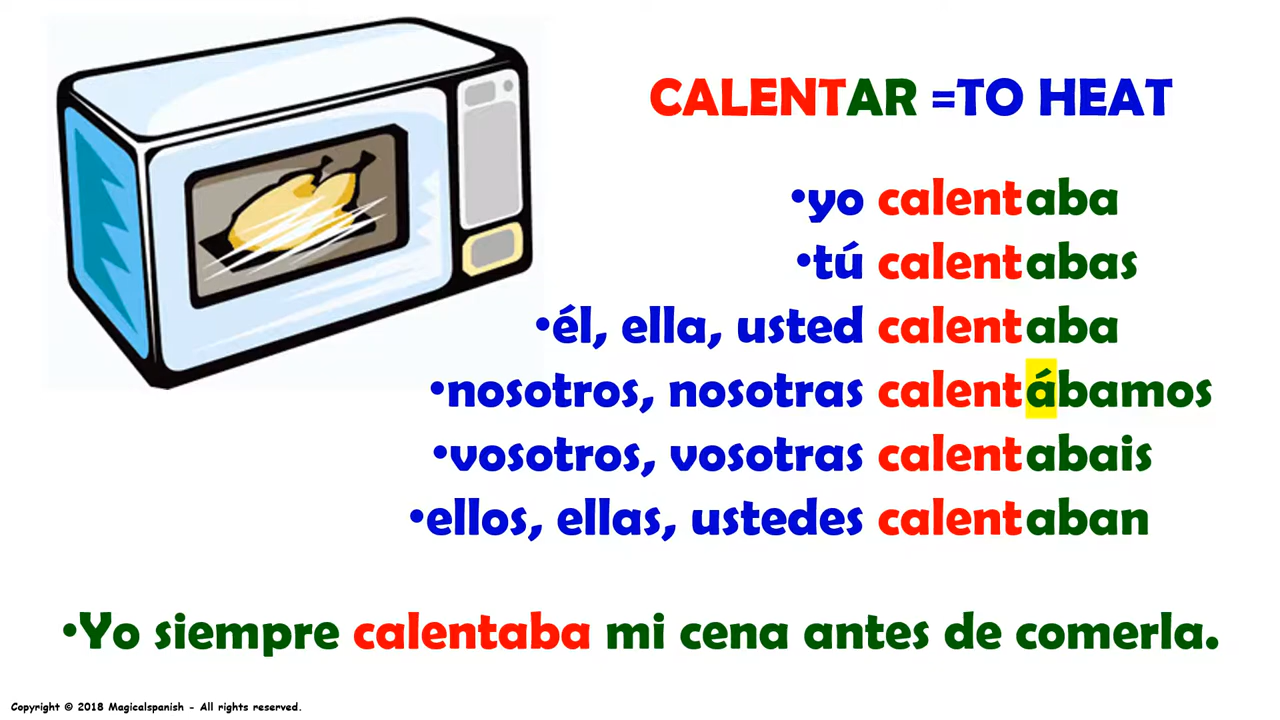 CALENTAR =TO HEAT
•yo calentaba
•tú calentabas
•él, ella, usted calentaba
•nosotros, nosotras calentábamos
•vosotros, vosotras calentabais
•ellos, ellas, ustedes calentaban
•Yo siempre calentaba mi cena antes de comerla.
Copyright © 2018 Magicalspanish - All rights reserved.